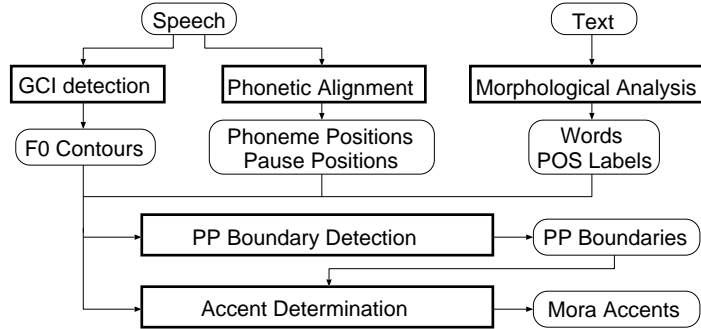 Speech
Text
GCI detection
Phonetic Alignment
Morphological Analysis
F0 Contours
Phoneme Positions
Pause Positions
Words
POS Labels
PP Boundary Detection
PP Boundaries
Accent Determination
Mora Accents